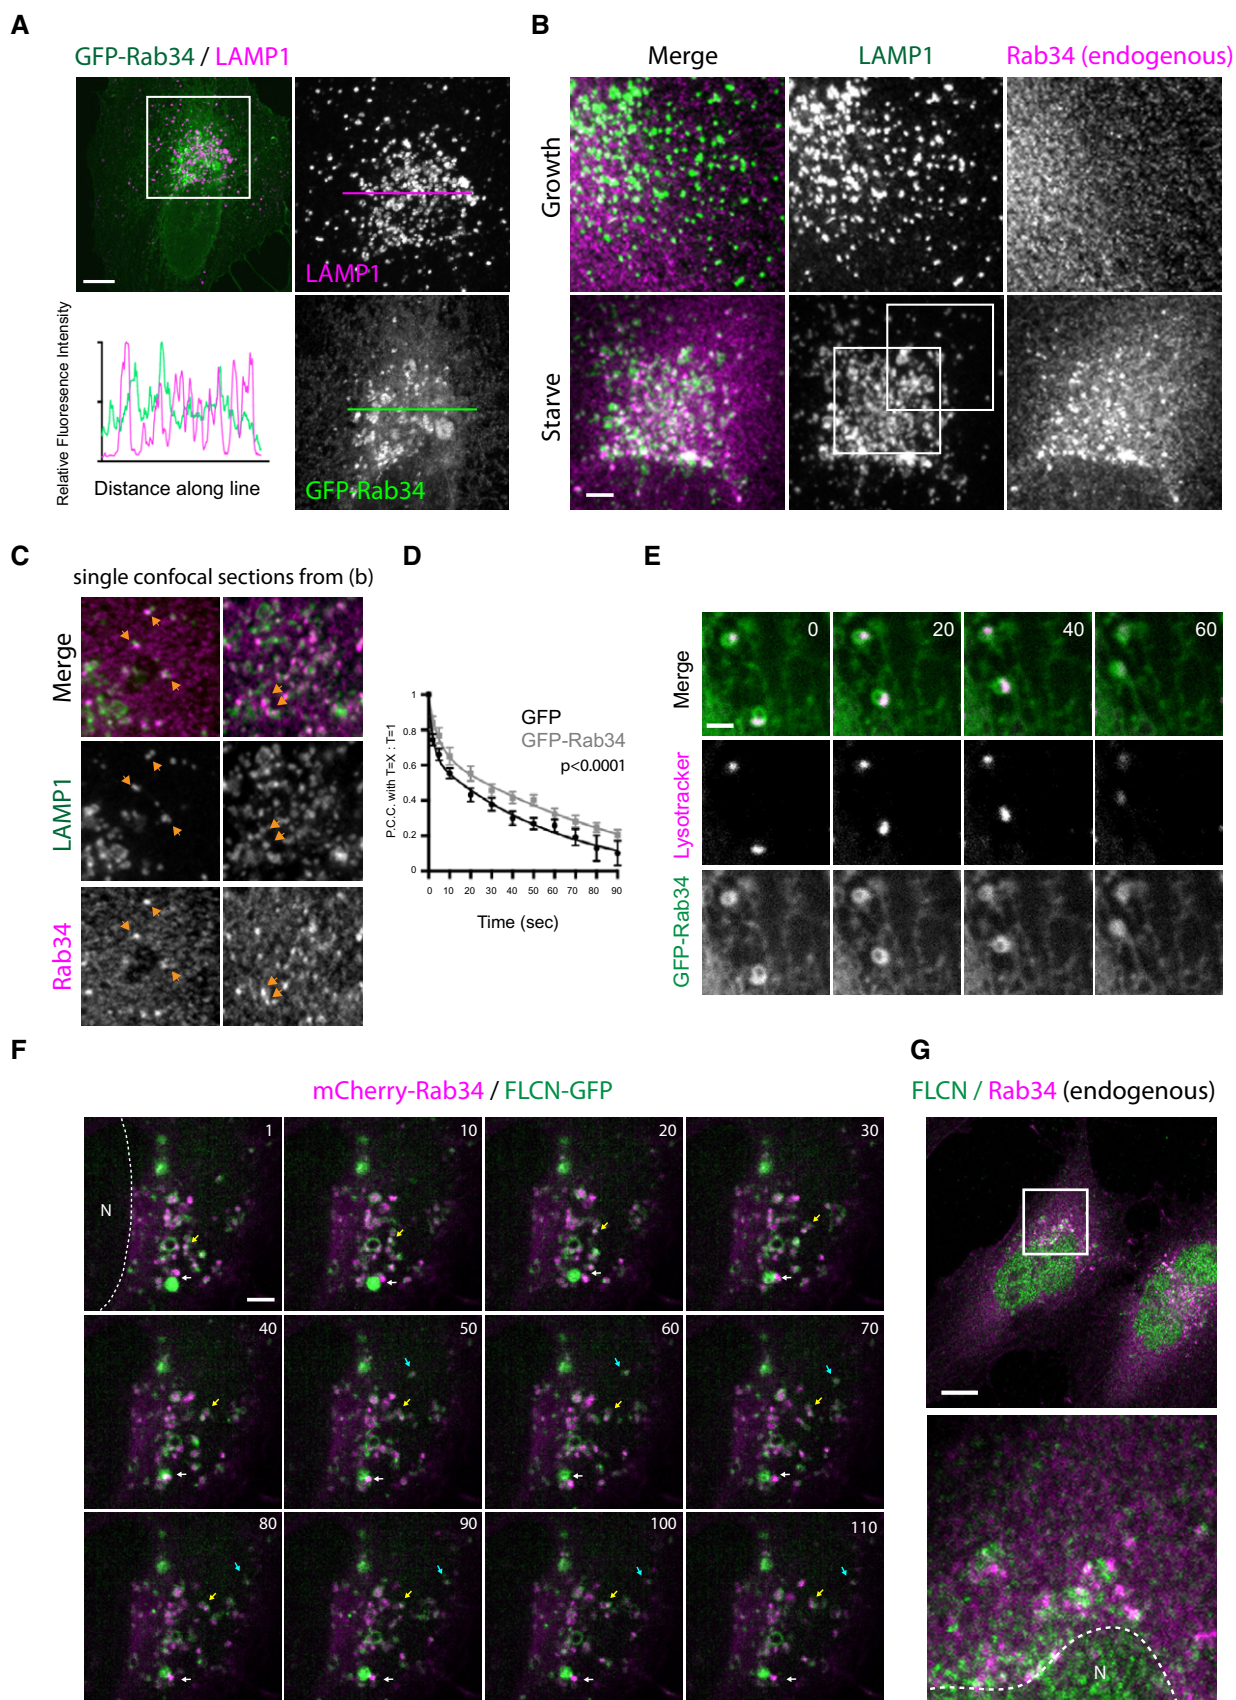 A
GFP-Rab34 / LAMP1
LAMP1
Relative Fluoresence Intensity
Distance along line
GFP-Rab34
B
Merge
LAMP1
Rab34 (endogenous)
Growth
Starve
C
single confocal sections from (b)
Merge
LAMP1
Rab34
D
P.C.C. with T=X : T=1
1
0.8
0.6
0.4
0.2
0
GFP
GFP-Rab34
p<0.0001
0 10 20 30 40 50 60 70 80 90
Time (sec)
E
Merge
0
20
40
60
Lysotracker
GFP-Rab34
F
mCherry-Rab34 / FLCN-GFP
N
1
10
20
30
40
50
60
70
80
90
100
110
G
FLCN / Rab34 (endogenous)
N